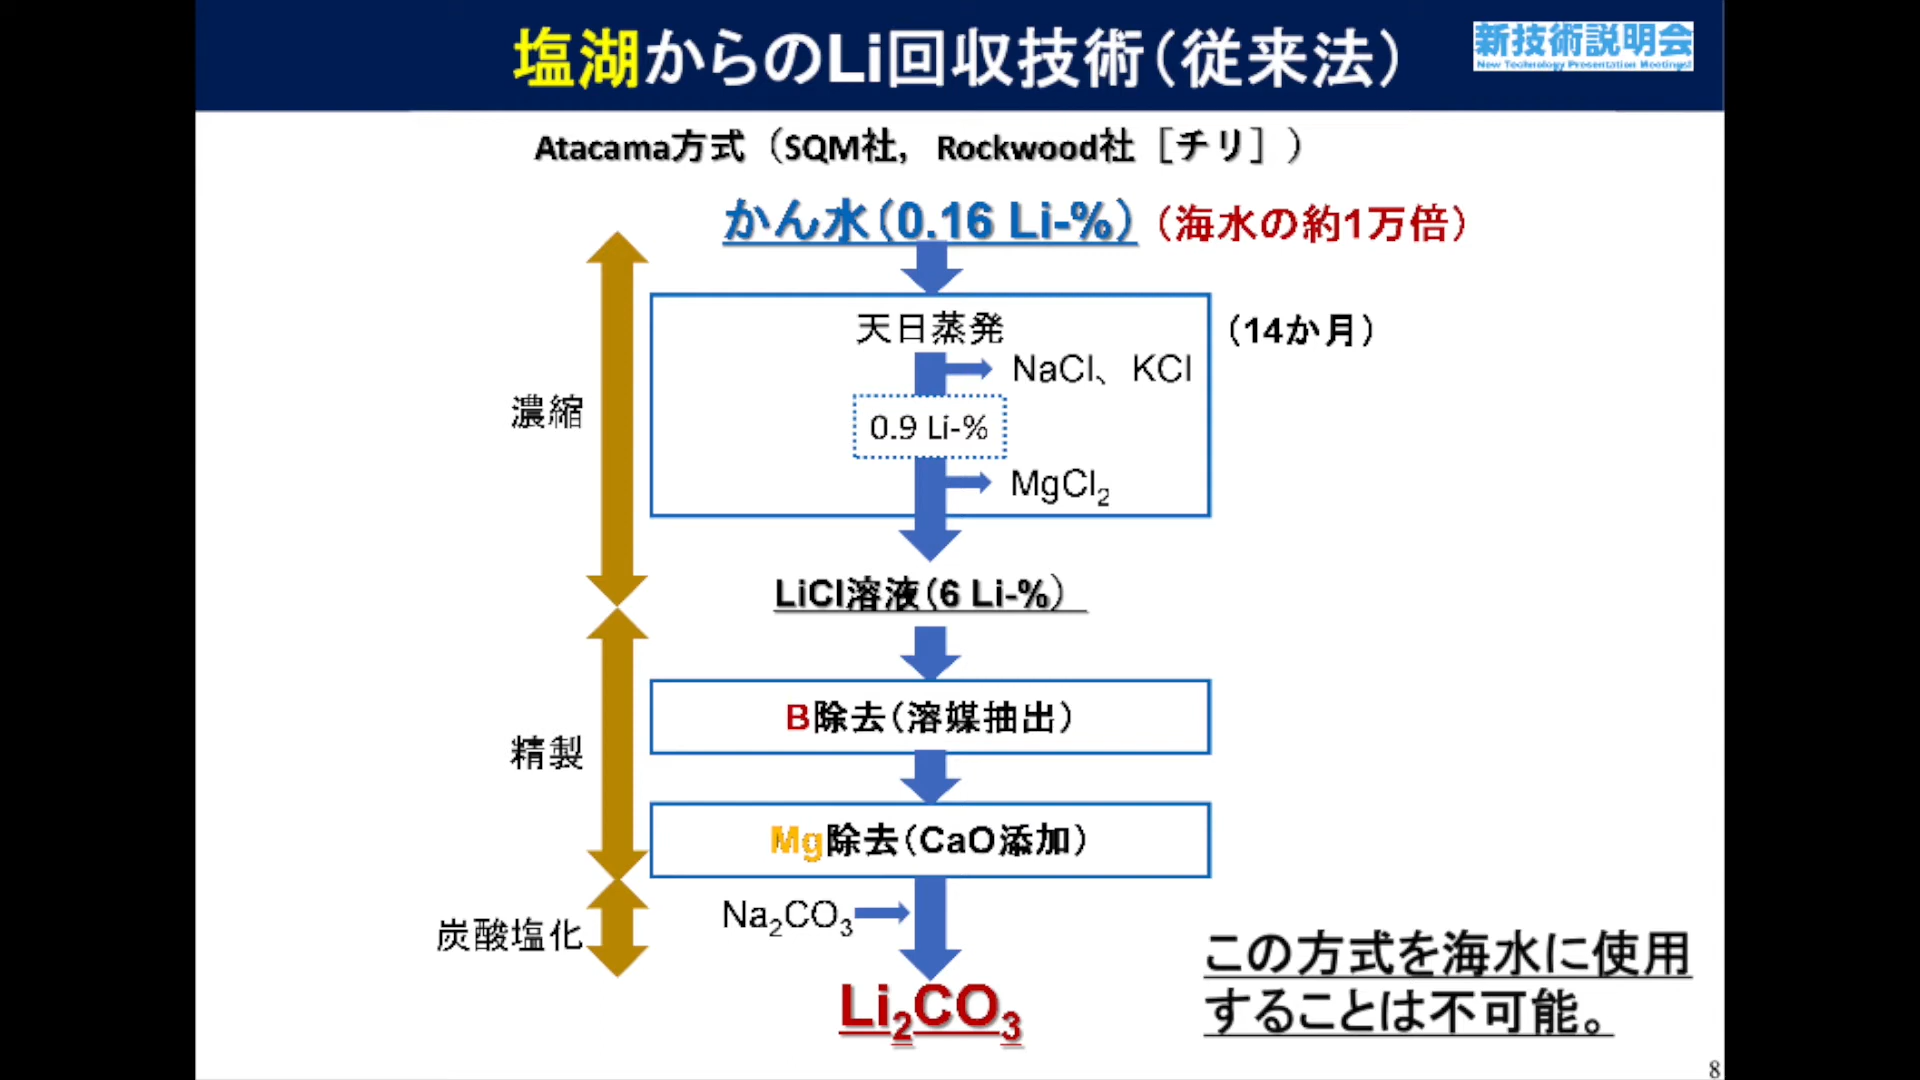 塩湖からのLi回収技術（従来法）
新技術説明会
New Technology Presentation Meetings!
Atacama方式（SQM社，Rockwood社［チリ］）
かん水（0.16 Li-%）（海水の約1万倍）
天日蒸発
（14か月）
NaCl、KCl
濃縮
0.9 Li-%
MgCl₂
LiCl溶液（6 Li-%）
B除去（溶媒抽出）
精製
Mg除去（CaO添加）
Na₂CO₃
炭酸塩化
Li₂CO₃
この方式を海水に使用
することは不可能。
8